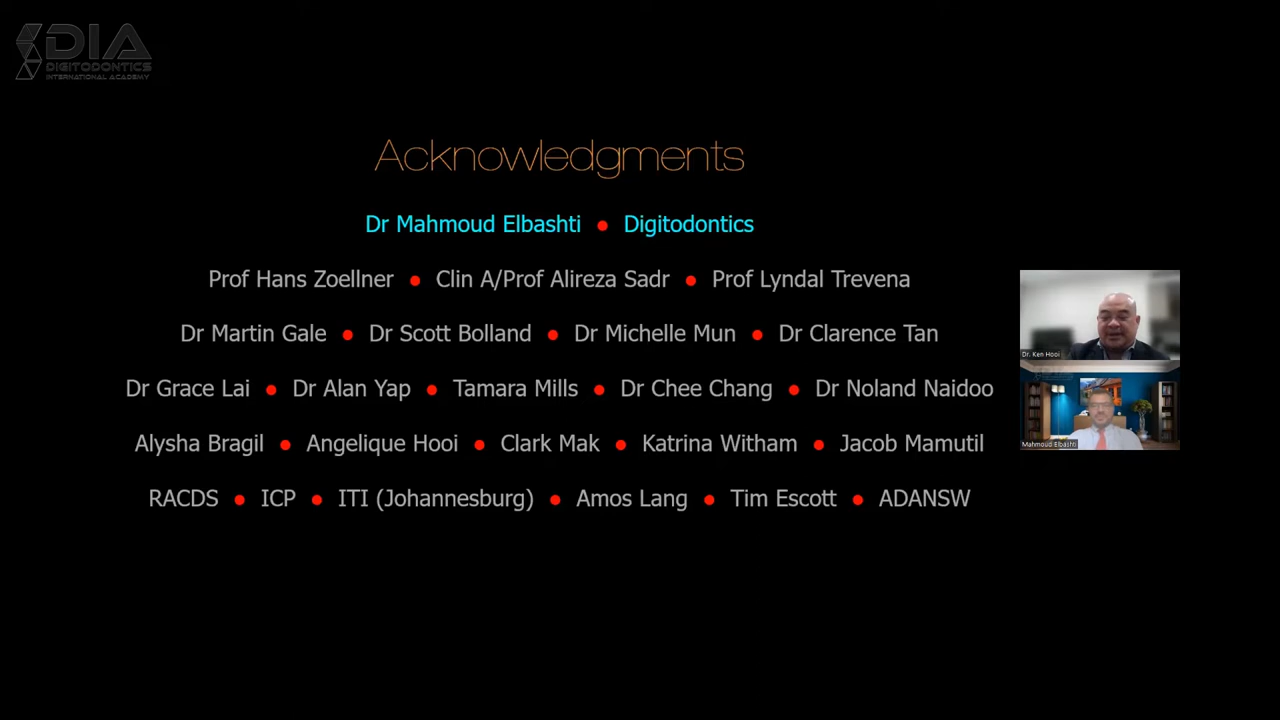 DIA
DIGITODONTICS
INTERNATIONAL ACADEMY
Acknowledgments
Dr Mahmoud Elbashti ● Digitodontics
Prof Hans Zoellner ● Clin A/Prof Alireza Sadr ● Prof Lyndal Trevena
Dr Martin Gale ● Dr Scott Bolland ● Dr Michelle Mun ● Dr Clarence Tan
Dr Grace Lai ● Dr Alan Yap ● Tamara Mills ● Dr Chee Chang ● Dr Noland Naidoo
Alysha Bragil ● Angelique Hooi ● Clark Mak ● Katrina Witham ● Jacob Mamutil
RACDS ● ICP ● ITI (Johannesburg) ● Amos Lang ● Tim Escott ● ADANSW
Dr. Ken Hooi
Mahmoud Elbashti